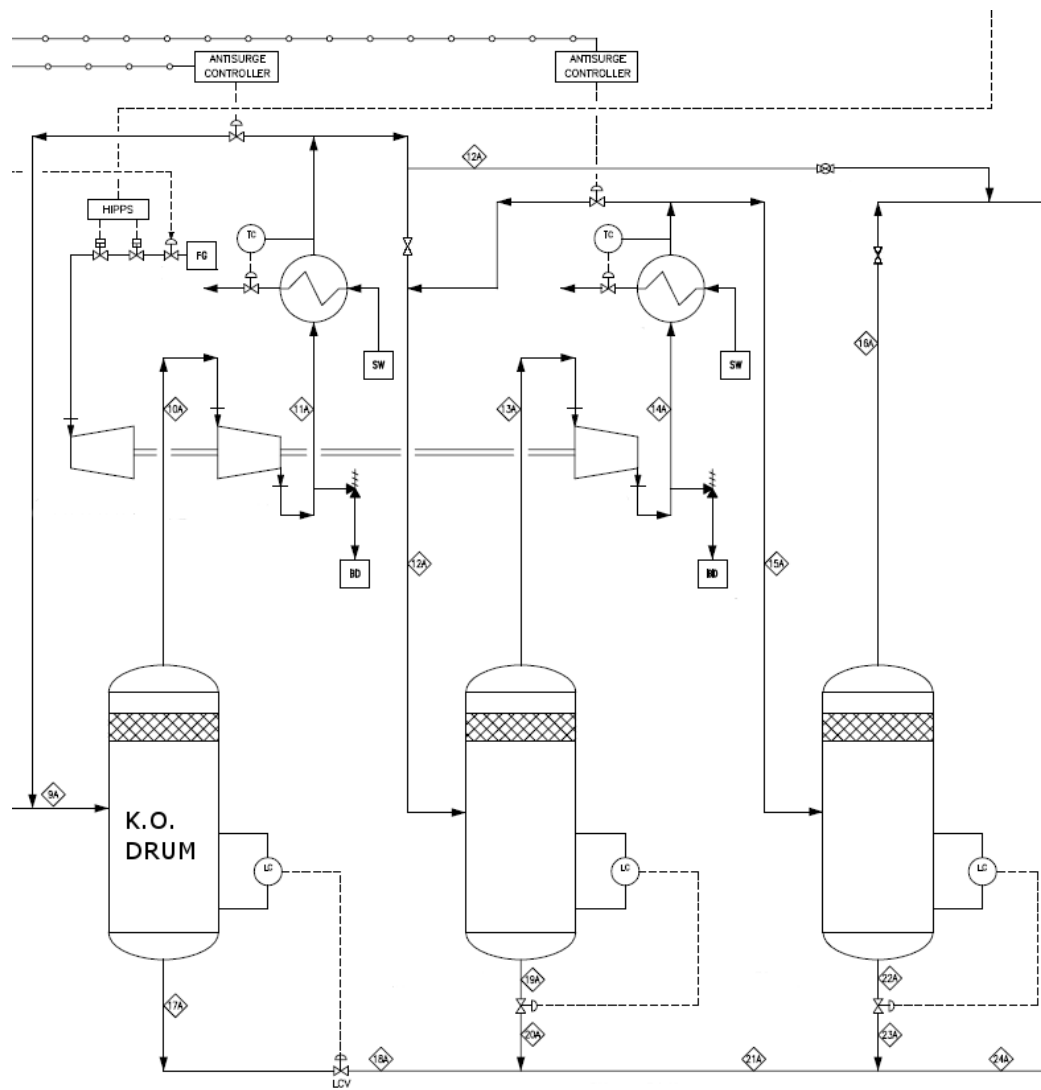 ANTISURGE
CONTROLLER
ANTISURGE
CONTROLLER
12A
HIPPS
TC
TC
FG
16A
SW
SW
10A
11A
13A
14A
BD
12A
15A
BD
9A
K.O.
DRUM
LC
LC
LC
17A
19A
22A
20A
23A
18A
21A
24A
LCV